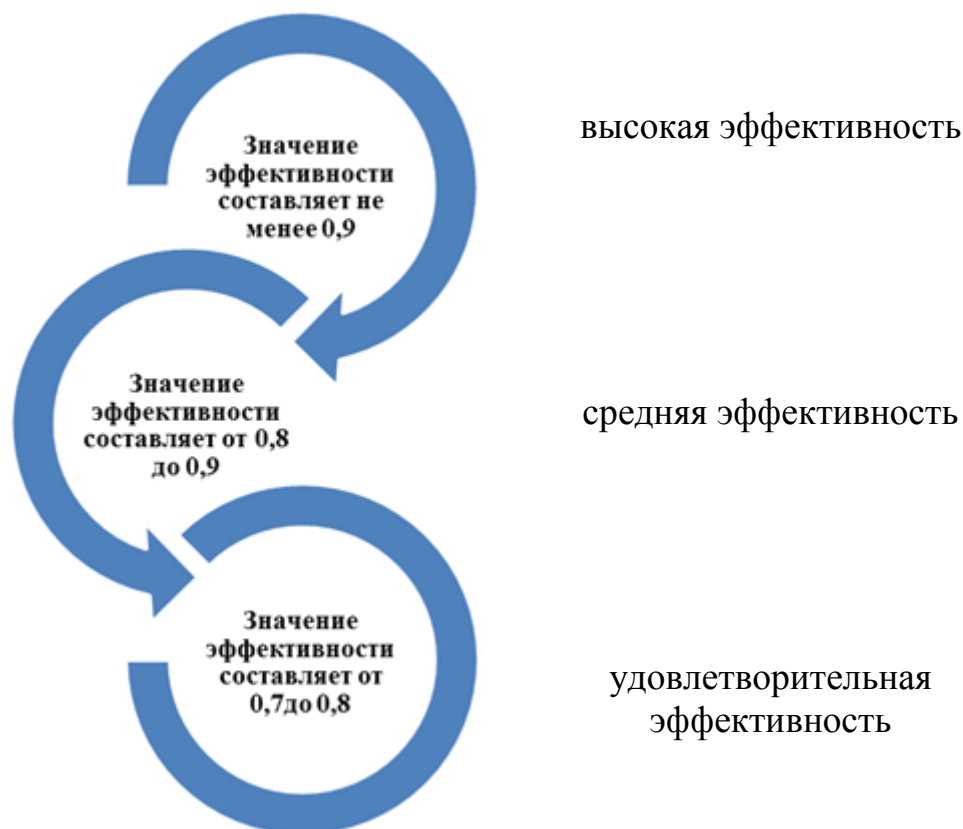 высокая эффективность
Значение
эффективности
составляет не
менее 0,9
средняя эффективность
Значение
эффективности
составляет от 0,8
до 0,9
удовлетворительная
эффективность
Значение
эффективности
составляет от
0,7до 0,8